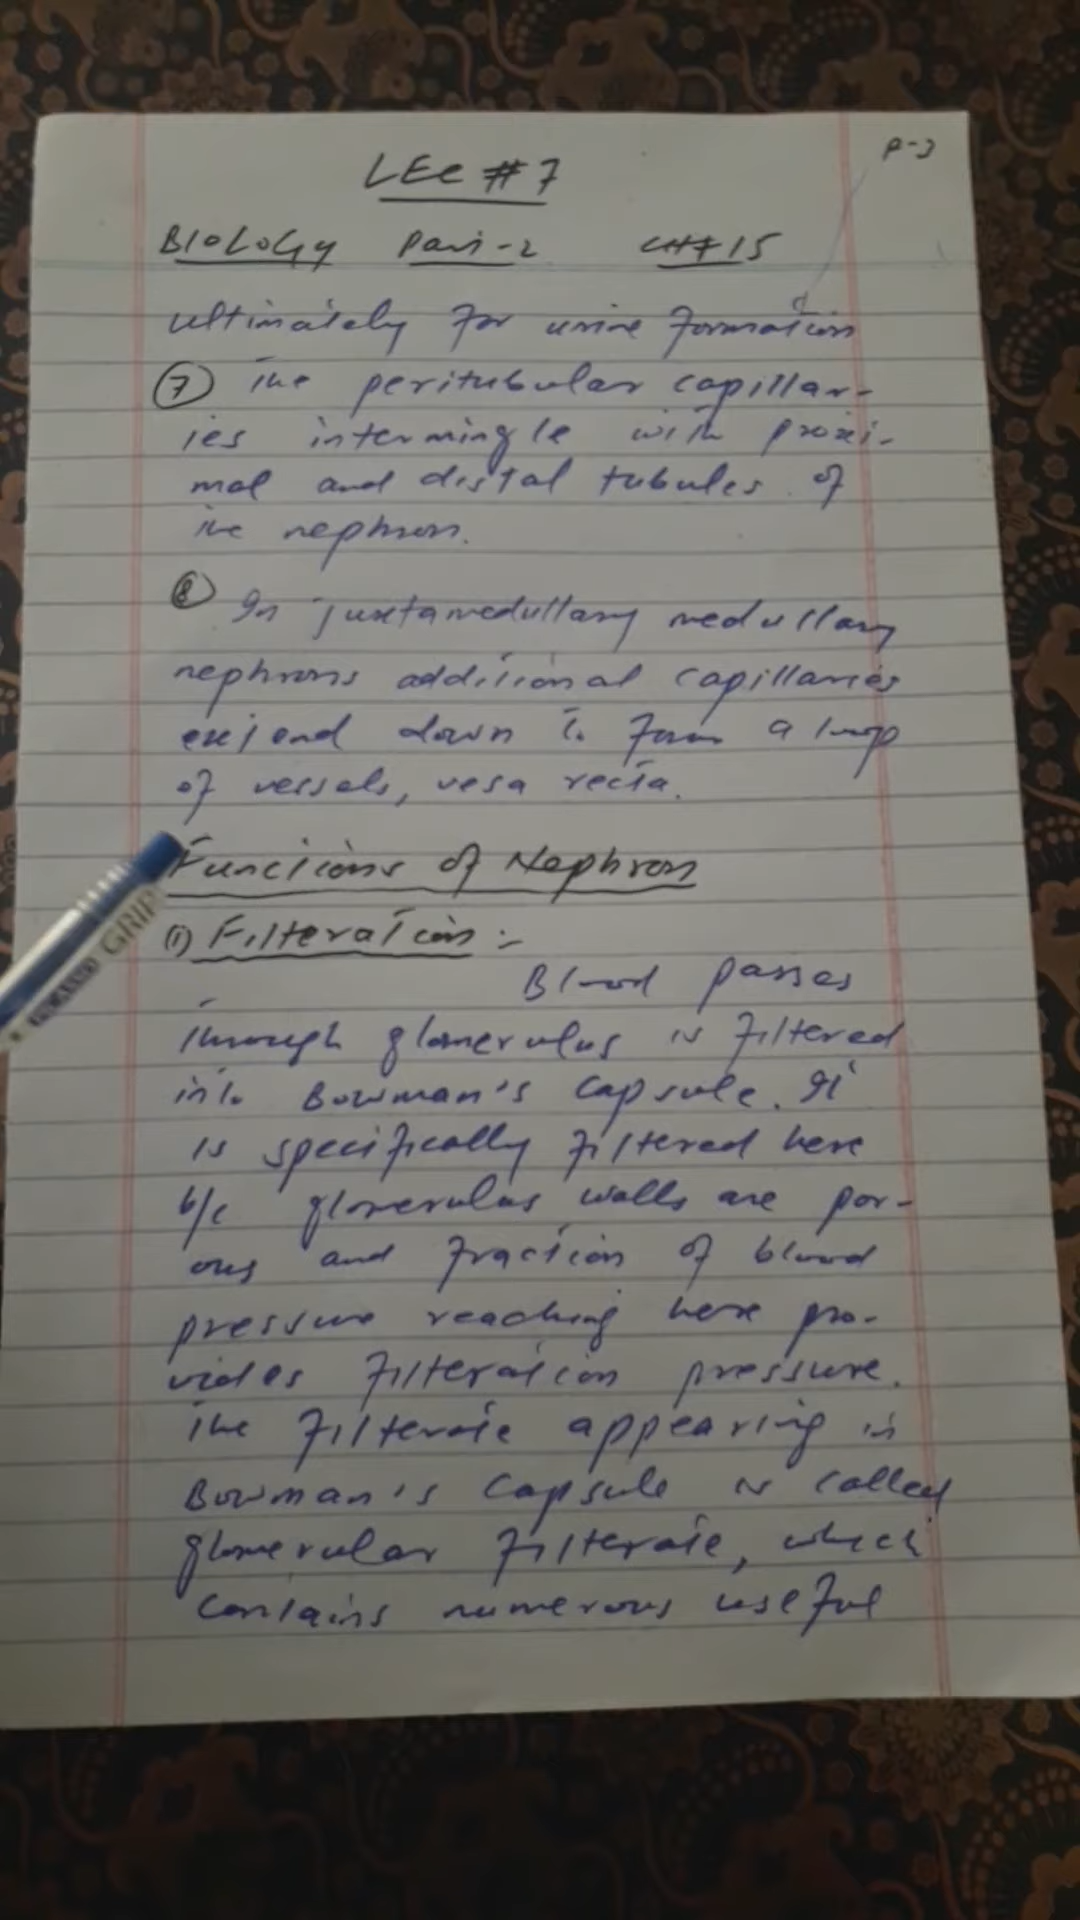 P-3
LEC #7
BIOLOGY Part-2 CH#15
ultimately for urine formation
7 The peritubular capillar-
ies intermingle with proxi-
mal and distal tubules of
the nephron.
8 In juxtamedullary medullary
nephrons additional capillaries
extend down to form a loop
of vessels, vesa recta.
Functions of Nephron
(1) Filteration :-
Blood passes
through glomerulus is filtered
into Bowman's capsule. It
is specifically filtered here
b/c glomerulus walls are por-
ous and fraction of blood
pressure reaching here pro-
vides filteration pressure.
The filterate appearing in
Bowman's capsule is called
glomerular filterate, which
contains numerous useful
GRIP